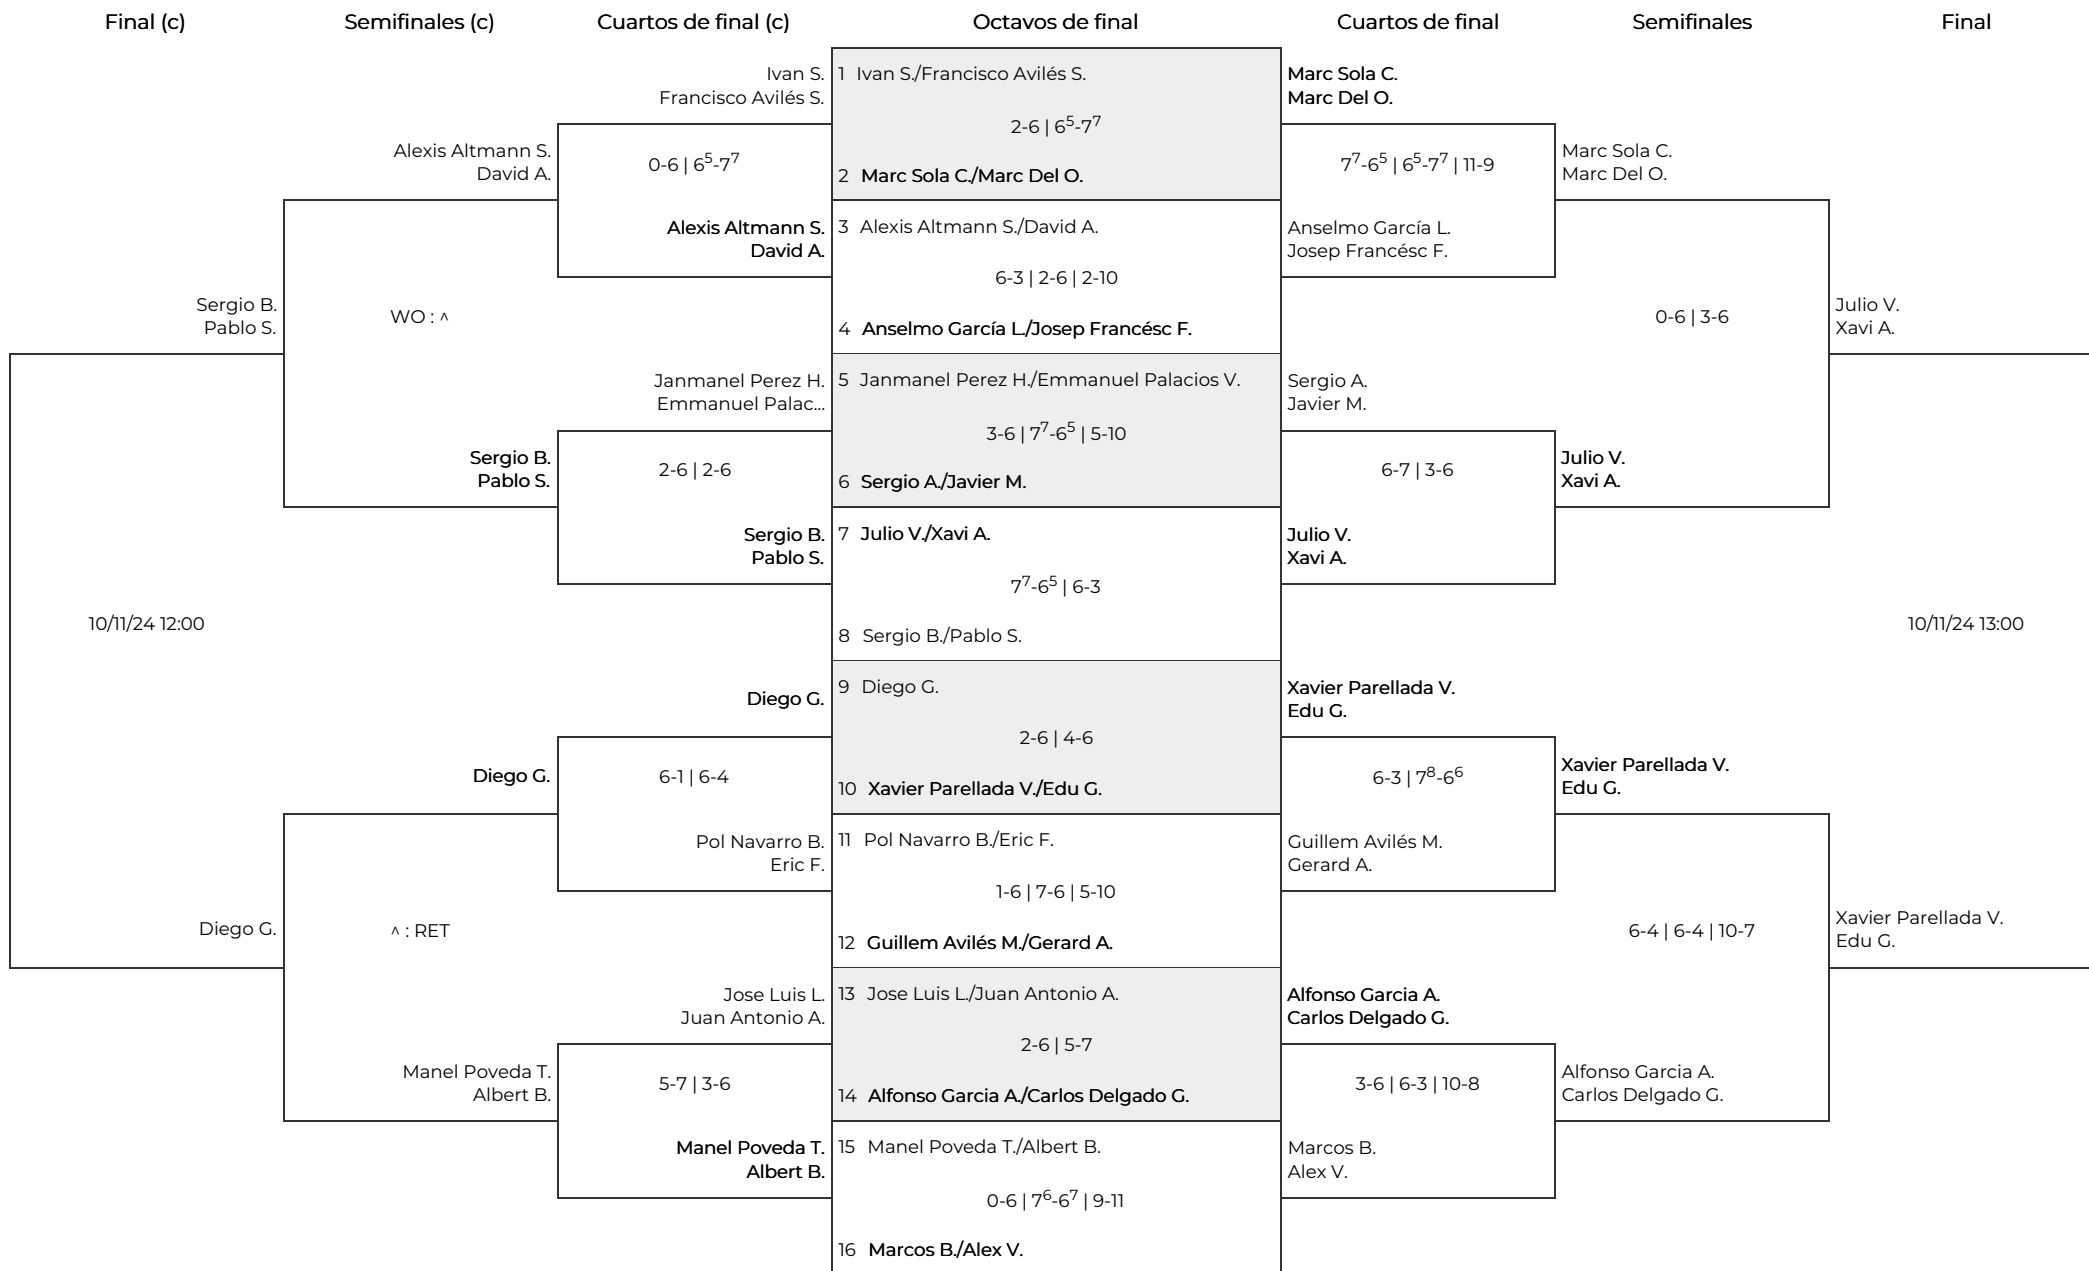 Final (c)
Semifinales (c)
Cuartos de final (c)
Octavos de final
Cuartos de final
Semifinales
Final
Sergio B.
Pablo S.
10/11/24 12:00
Diego G.
Alexis Altmann S.
David A.
WO : ^
Sergio B.
Pablo S.
Diego G.
^ : RET
Manel Poveda T.
Albert B.
Ivan S.
Francisco Avilés S.
0-6 | 6⁵-7⁷
Alexis Altmann S.
David A.
Janmanel Perez H.
Emmanuel Palac...
2-6 | 2-6
Sergio B.
Pablo S.
Diego G.
6-1 | 6-4
Pol Navarro B.
Eric F.
Jose Luis L.
Juan Antonio A.
5-7 | 3-6
Manel Poveda T.
Albert B.
1 Ivan S./Francisco Avilés S.
2-6 | 6⁵-7⁷
2 Marc Sola C./Marc Del O.
3 Alexis Altmann S./David A.
6-3 | 2-6 | 2-10
4 Anselmo García L./Josep Francésc F.
5 Janmanel Perez H./Emmanuel Palacios V.
3-6 | 7⁷-6⁵ | 5-10
6 Sergio A./Javier M.
7 Julio V./Xavi A.
7⁷-6⁵ | 6-3
8 Sergio B./Pablo S.
9 Diego G.
2-6 | 4-6
10 Xavier Parellada V./Edu G.
11 Pol Navarro B./Eric F.
1-6 | 7-6 | 5-10
12 Guillem Avilés M./Gerard A.
13 Jose Luis L./Juan Antonio A.
2-6 | 5-7
14 Alfonso Garcia A./Carlos Delgado G.
15 Manel Poveda T./Albert B.
0-6 | 7⁶-6⁷ | 9-11
16 Marcos B./Alex V.
Marc Sola C.
Marc Del O.
7⁷-6⁵ | 6⁵-7⁷ | 11-9
Anselmo García L.
Josep Francésc F.
Sergio A.
Javier M.
6-7 | 3-6
Julio V.
Xavi A.
Xavier Parellada V.
Edu G.
6-3 | 7⁸-6⁶
Guillem Avilés M.
Gerard A.
Alfonso Garcia A.
Carlos Delgado G.
3-6 | 6-3 | 10-8
Marcos B.
Alex V.
Marc Sola C.
Marc Del O.
0-6 | 3-6
Julio V.
Xavi A.
Xavier Parellada V.
Edu G.
6-4 | 6-4 | 10-7
Alfonso Garcia A.
Carlos Delgado G.
Julio V.
Xavi A.
10/11/24 13:00
Xavier Parellada V.
Edu G.